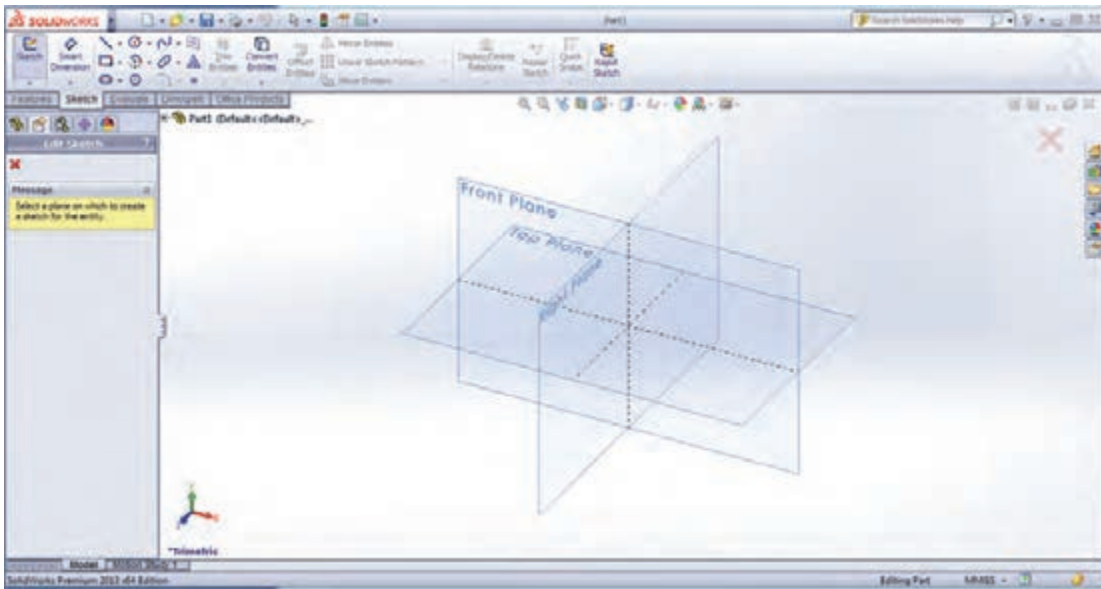 SOLIDWORKS
Part1
Search SolidWorks Help
Sketch
Smart Dimension
Trim Entities
Convert Entities
Offset Entities
Mirror Entities
Linear Sketch Pattern
Move Entities
Display/Delete Relations
Repair Sketch
Quick Snaps
Rapid Sketch
Features Sketch Evaluate DimXpert Office Products
Part1 (Default<<Default>_...
Edit Sketch ?
Message
Select a plane on which to create
a sketch for the entity.
Front Plane
Top Plane
Right Plane
*Trimetric
Model Motion Study 1
SolidWorks Premium 2013 x64 Edition
Editing Part
MMGS